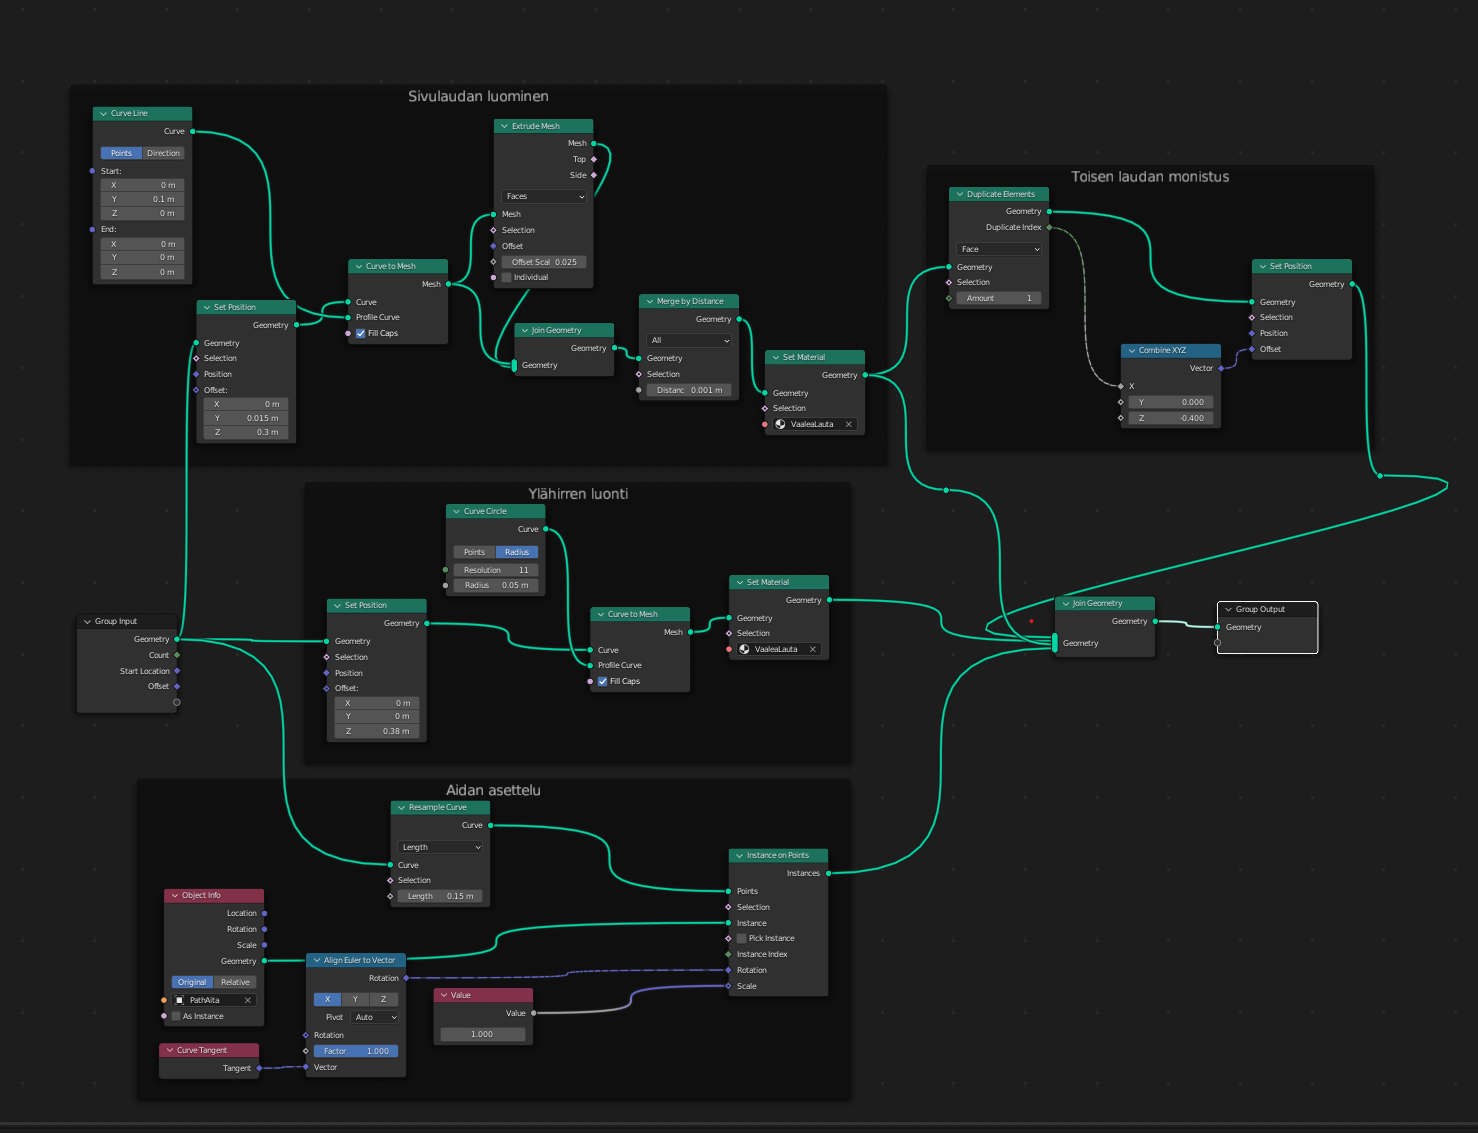 Sivulaudan luominen
Curve Line
Curve
Points Direction
Start:
X 0 m
Y 0.1 m
Z 0 m
End:
X 0 m
Y 0 m
Z 0 m
Set Position
Geometry
Geometry
Selection
Position
Offset:
X 0 m
Y 0.015 m
Z 0.3 m
Curve to Mesh
Mesh
Curve
Profile Curve
Fill Caps
Extrude Mesh
Mesh
Top
Side
Faces
Mesh
Selection
Offset
Offset Scal 0.025
Individual
Join Geometry
Geometry
Geometry
Merge by Distance
Geometry
All
Geometry
Selection
Distanc 0.001 m
Set Material
Geometry
Geometry
Selection
VaaleaLauta
Toisen laudan monistus
Duplicate Elements
Geometry
Duplicate Index
Face
Geometry
Selection
Amount 1
Combine XYZ
Vector
X
Y 0.000
Z -0.400
Set Position
Geometry
Geometry
Selection
Position
Offset
Ylähirren luonti
Curve Circle
Curve
Points Radius
Resolution 11
Radius 0.05 m
Set Position
Geometry
Geometry
Selection
Position
Offset:
X 0 m
Y 0 m
Z 0.38 m
Curve to Mesh
Mesh
Curve
Profile Curve
Fill Caps
Set Material
Geometry
Geometry
Selection
VaaleaLauta
Group Input
Geometry
Count
Start Location
Offset
Join Geometry
Geometry
Geometry
Group Output
Geometry
Aidan asettelu
Resample Curve
Curve
Length
Curve
Selection
Length 0.15 m
Object Info
Location
Rotation
Scale
Geometry
Original Relative
PathAita
As Instance
Curve Tangent
Tangent
Align Euler to Vector
Rotation
X Y Z
Pivot Auto
Rotation
Factor 1.000
Vector
Value
Value
1.000
Instance on Points
Instances
Points
Selection
Instance
Pick Instance
Instance Index
Rotation
Scale